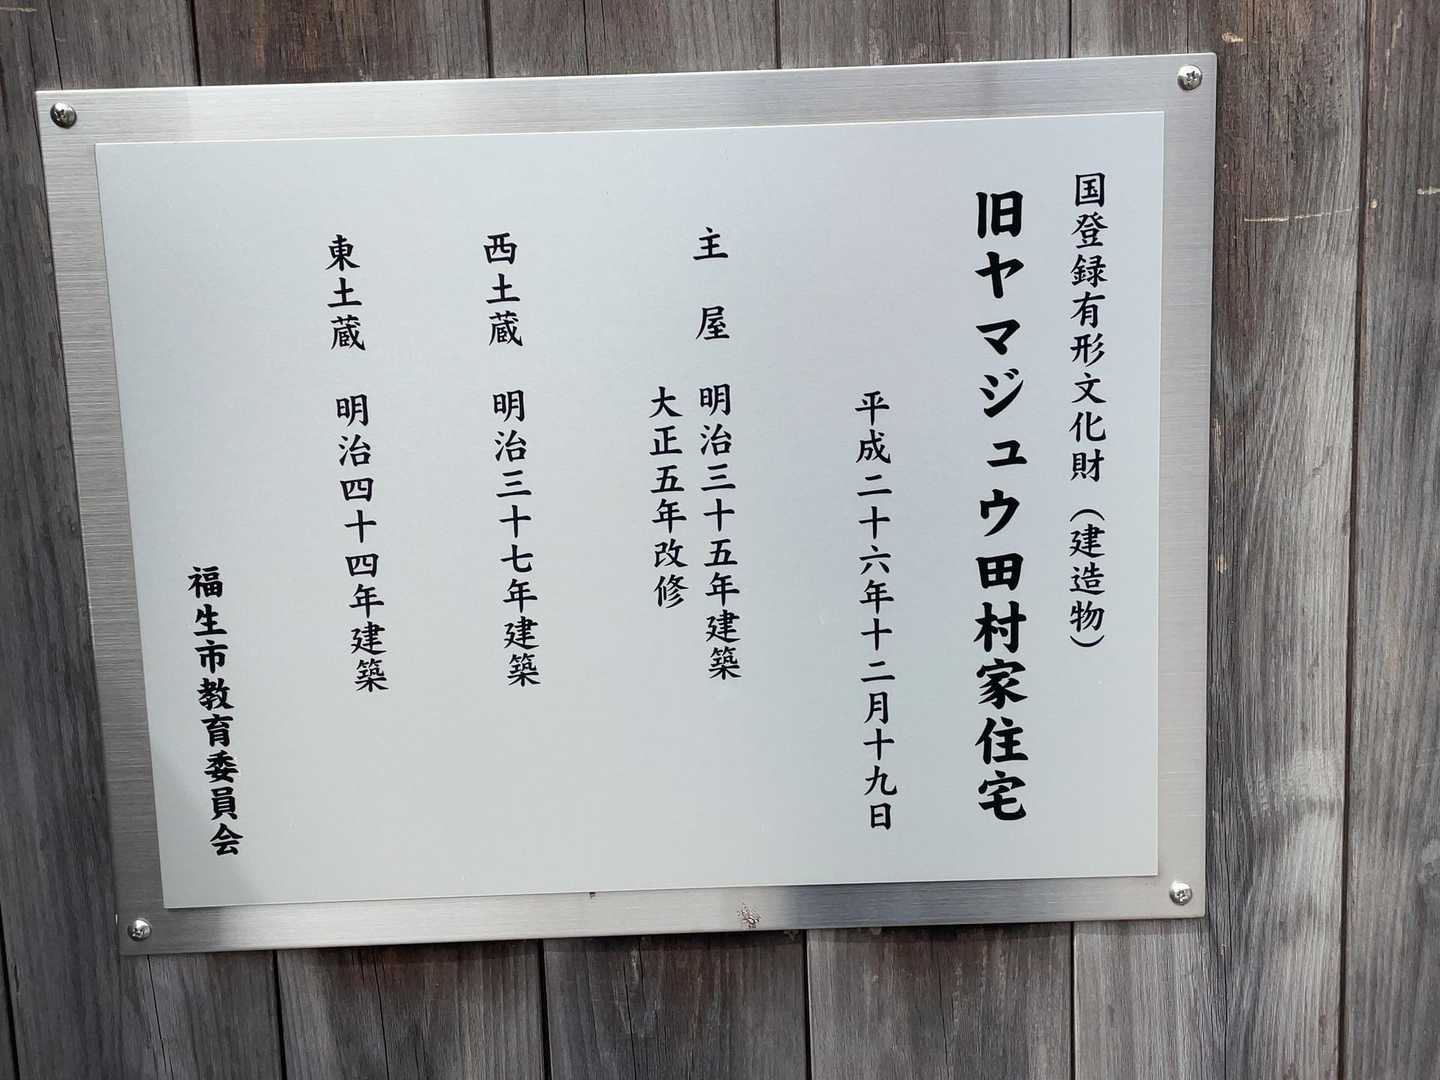 国登録有形文化財（建造物）
旧ヤマジュウ田村家住宅
平成二十六年十二月十九日
主屋 明治三十五年建築
大正五年改修
西土蔵 明治三十七年建築
東土蔵 明治四十四年建築
福生市教育委員会